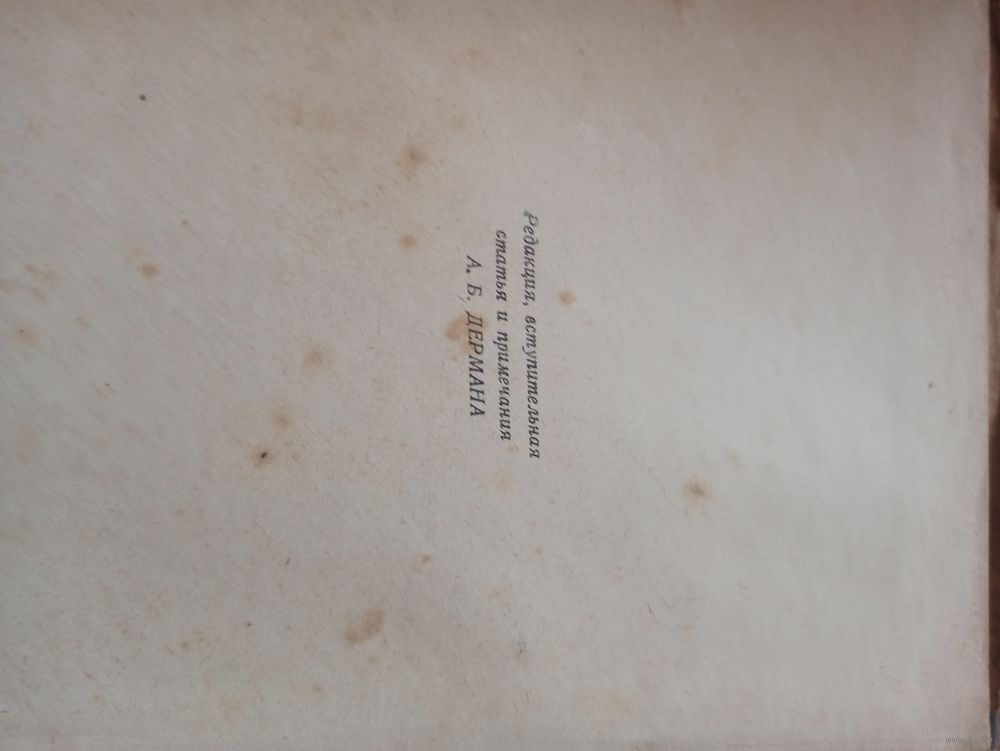 Редакция, вступительная
статья и примечания
А. Б. ДЕРМАНА